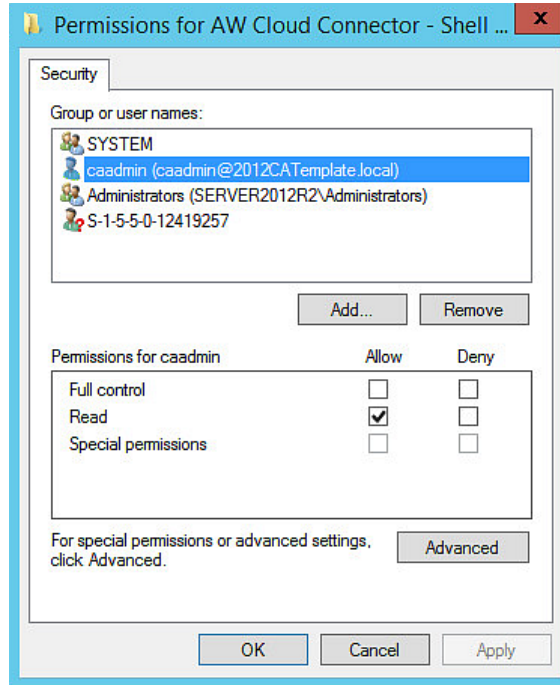 Permissions for AW Cloud Connector - Shell ...
x
Security
Group or user names:
SYSTEM
caadmin (caadmin@2012CATemplate.local)
Administrators (SERVER2012R2\Administrators)
S-1-5-5-0-12419257
Add... Remove
Permissions for caadmin Allow Deny
Full control
Read
Special permissions
For special permissions or advanced settings,
click Advanced.
Advanced
OK Cancel Apply